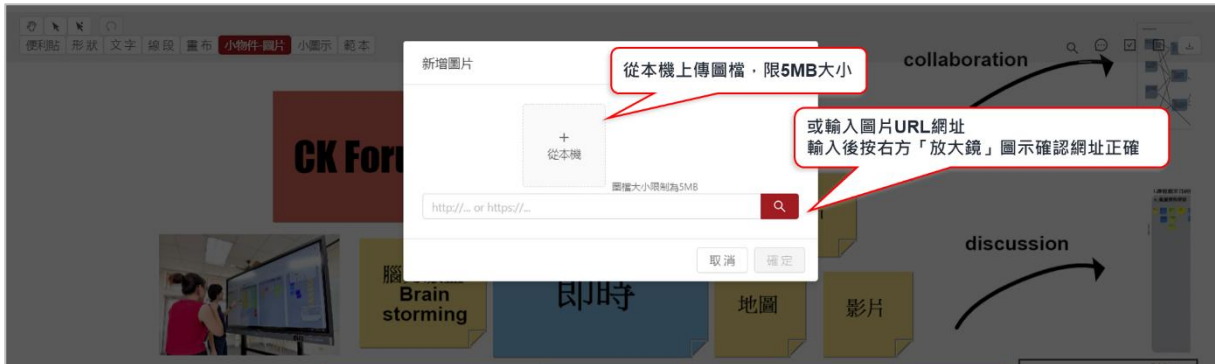 便利貼 形狀 文字 線段 畫布 小物件-圖片 小圖示 範本
新增圖片
從本機上傳圖檔，限5MB大小
collaboration
+
從本機
或輸入圖片URL網址
輸入後按右方「放大鏡」圖示確認網址正確
CK Foru
圖檔大小限制為5MB
http://... or https://...
取消 確定
discussion
Brain
storming
即時
地圖
影片